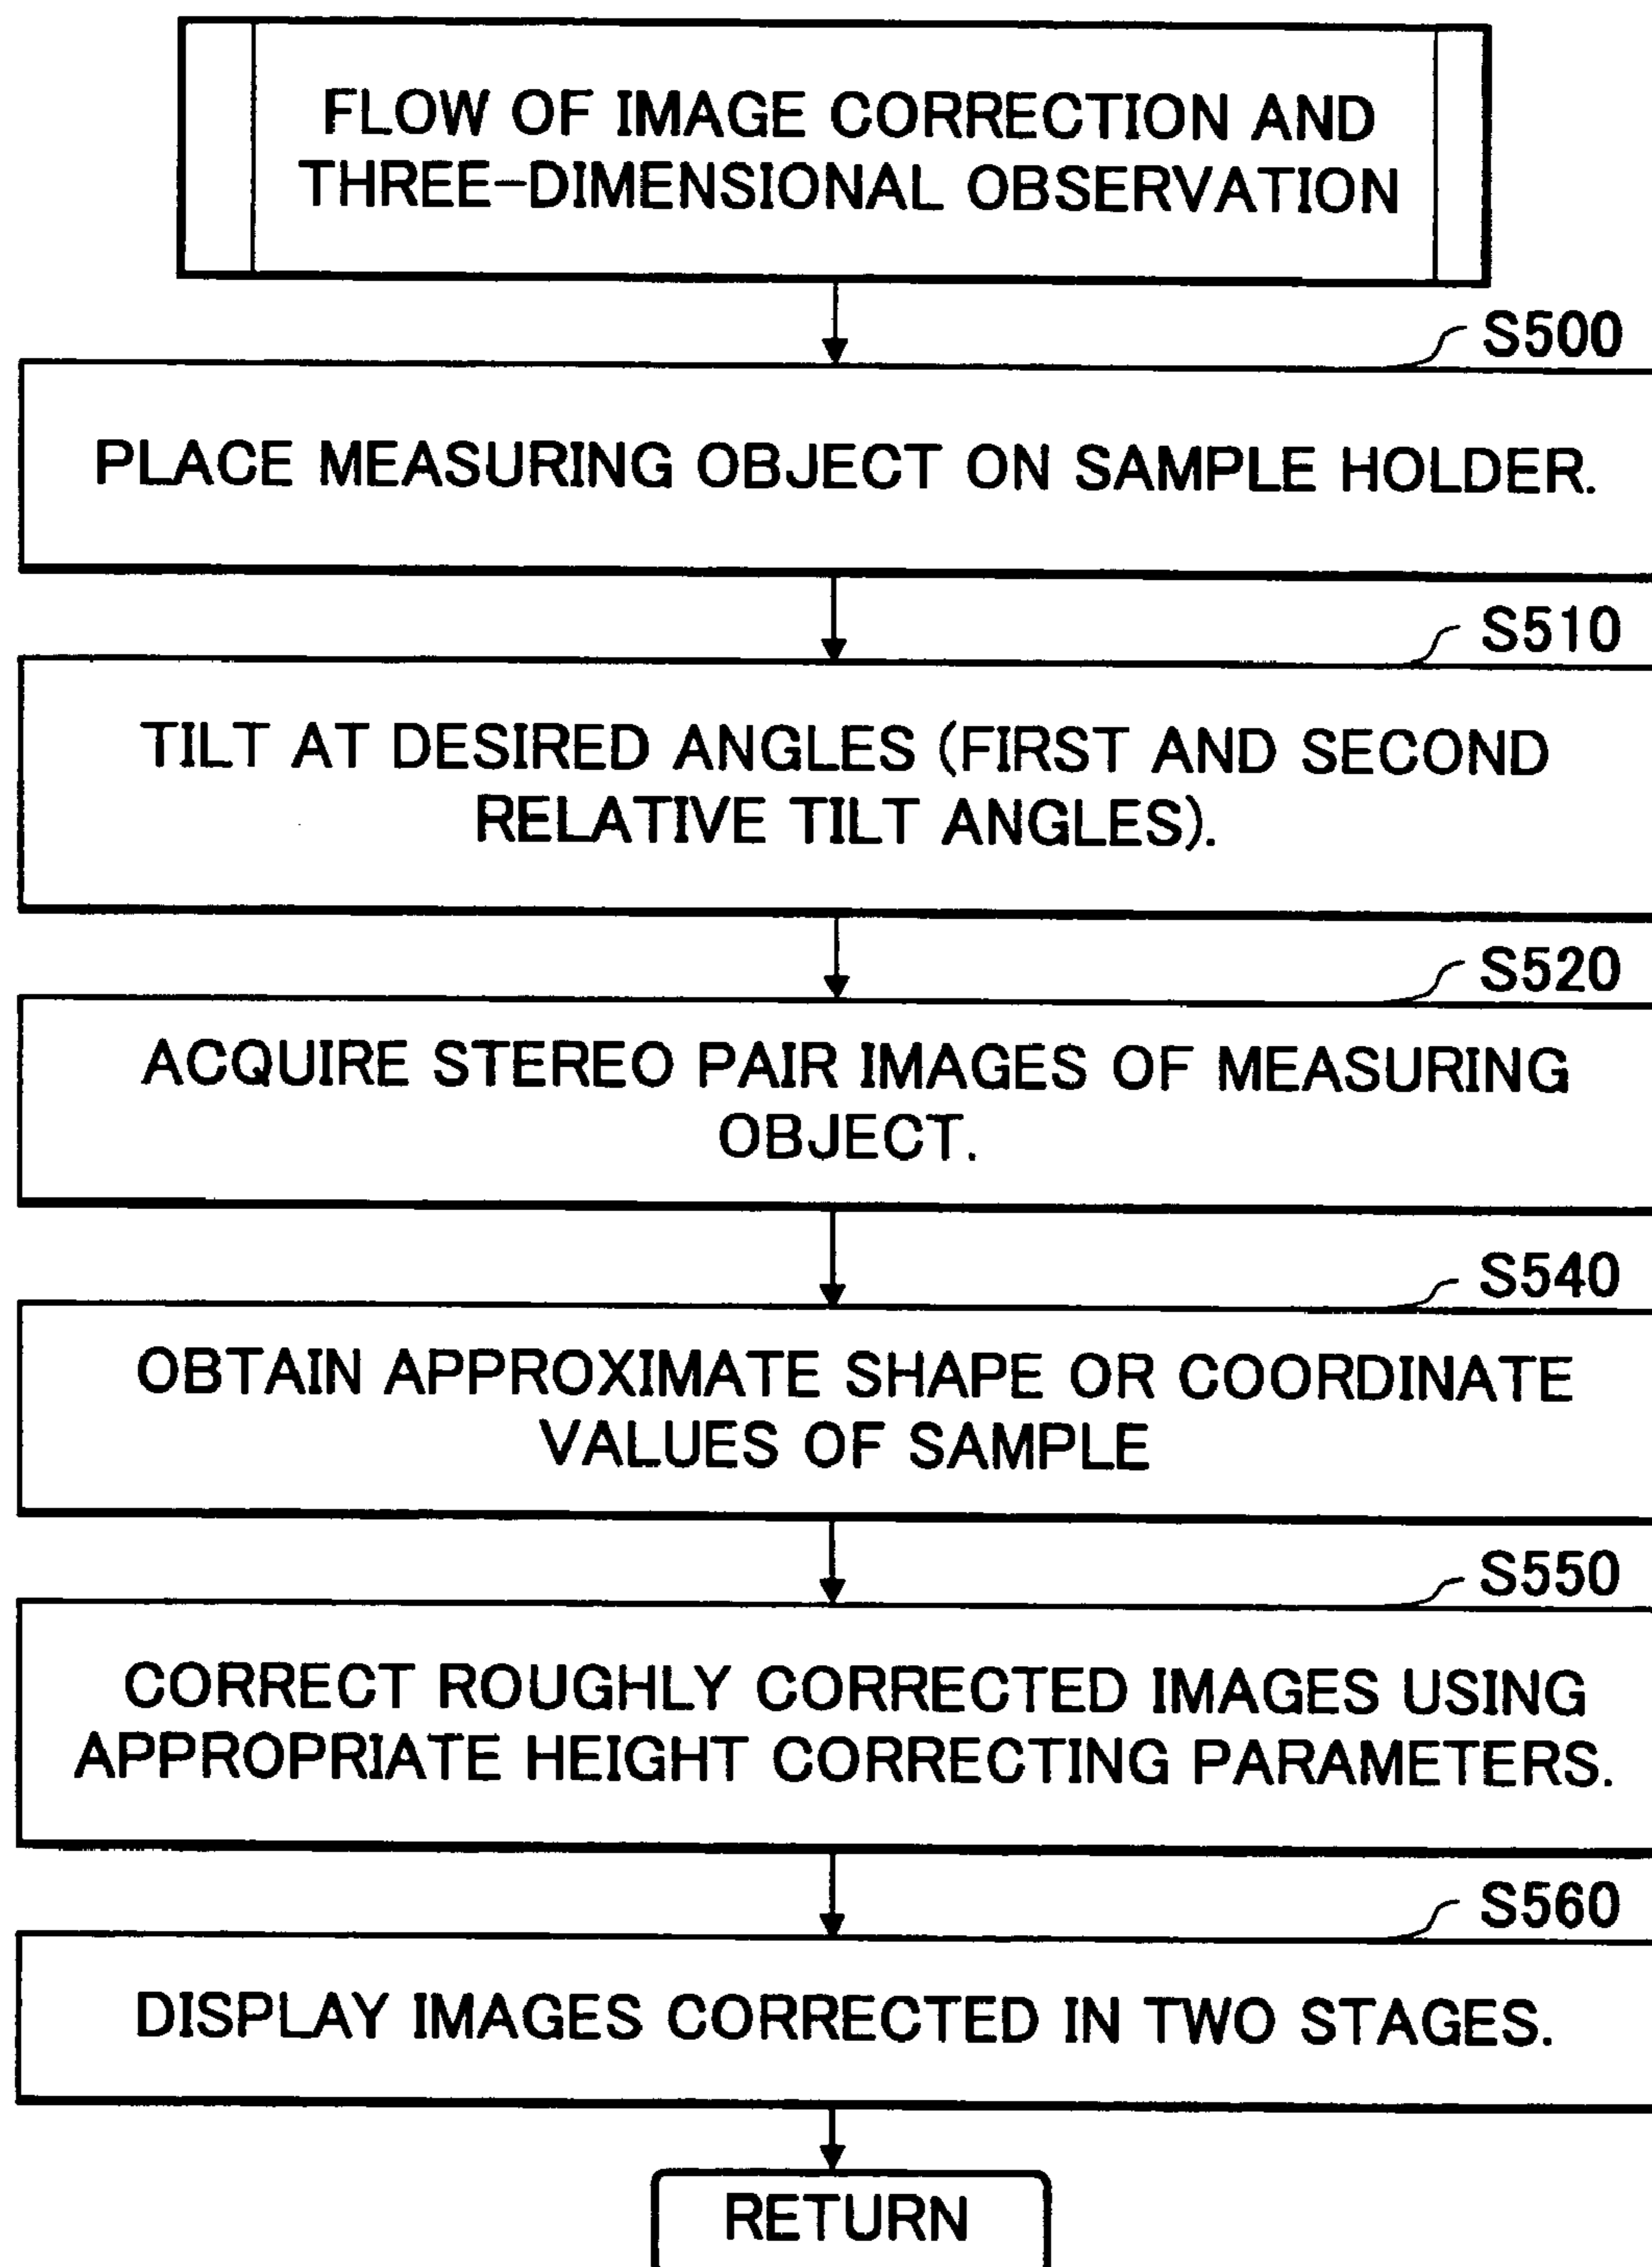 FLOW OF IMAGE CORRECTION AND
THREE-DIMENSIONAL OBSERVATION
S500
PLACE MEASURING OBJECT ON SAMPLE HOLDER.
S510
TILT AT DESIRED ANGLES (FIRST AND SECOND
RELATIVE TILT ANGLES).
S520
ACQUIRE STEREO PAIR IMAGES OF MEASURING
OBJECT.
S540
OBTAIN APPROXIMATE SHAPE OR COORDINATE
VALUES OF SAMPLE
S550
CORRECT ROUGHLY CORRECTED IMAGES USING
APPROPRIATE HEIGHT CORRECTING PARAMETERS.
S560
DISPLAY IMAGES CORRECTED IN TWO STAGES.
RETURN